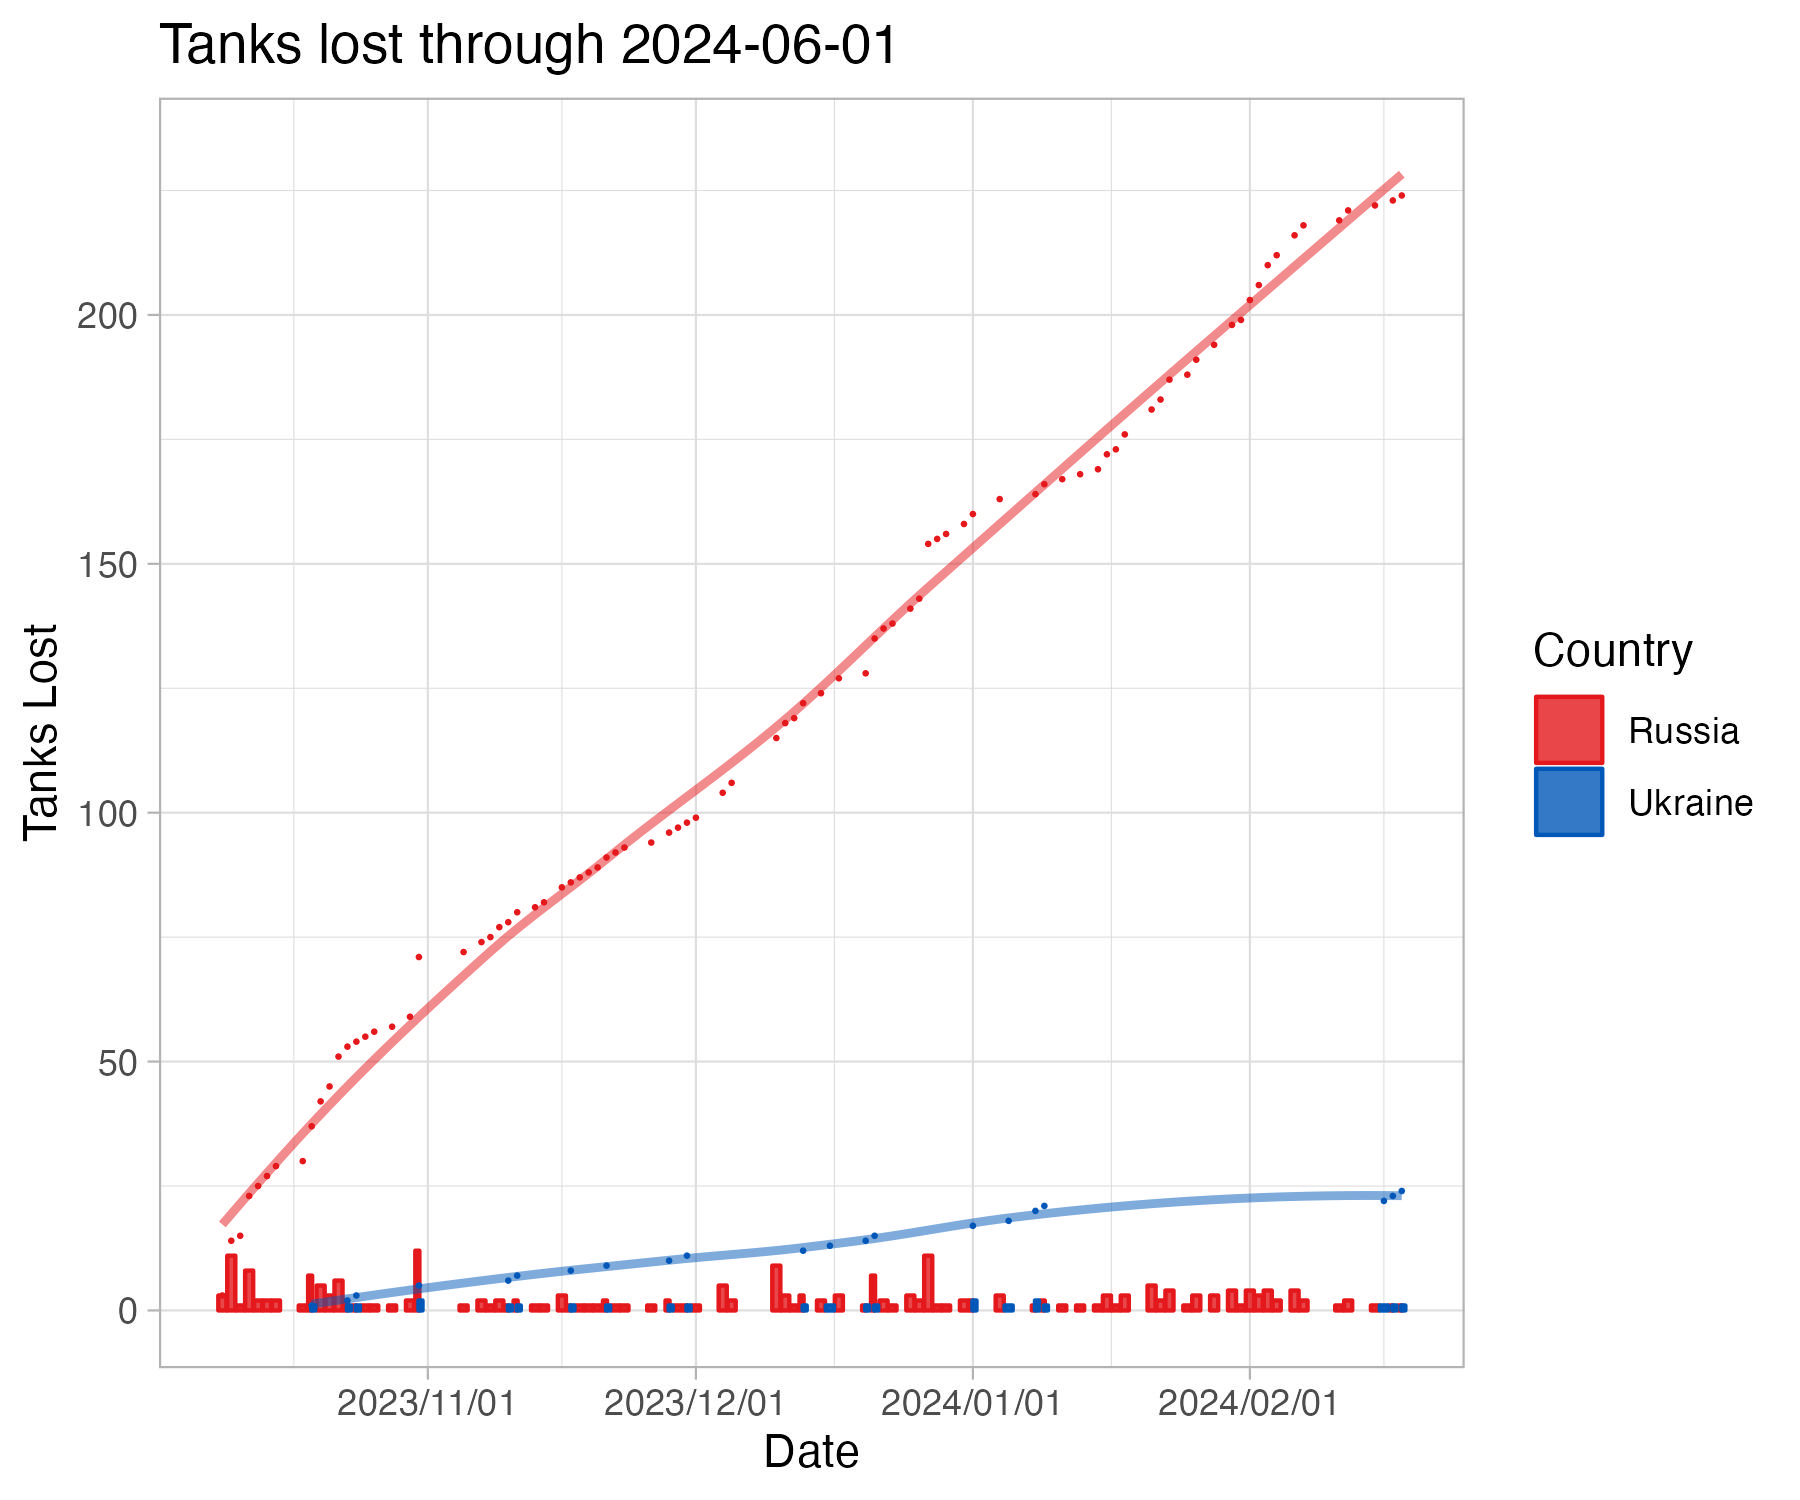 Tanks lost through 2024-06-01
200
150
100
50
0
Tanks Lost
2023/11/01 2023/12/01 2024/01/01 2024/02/01
Date
Country
Russia
Ukraine